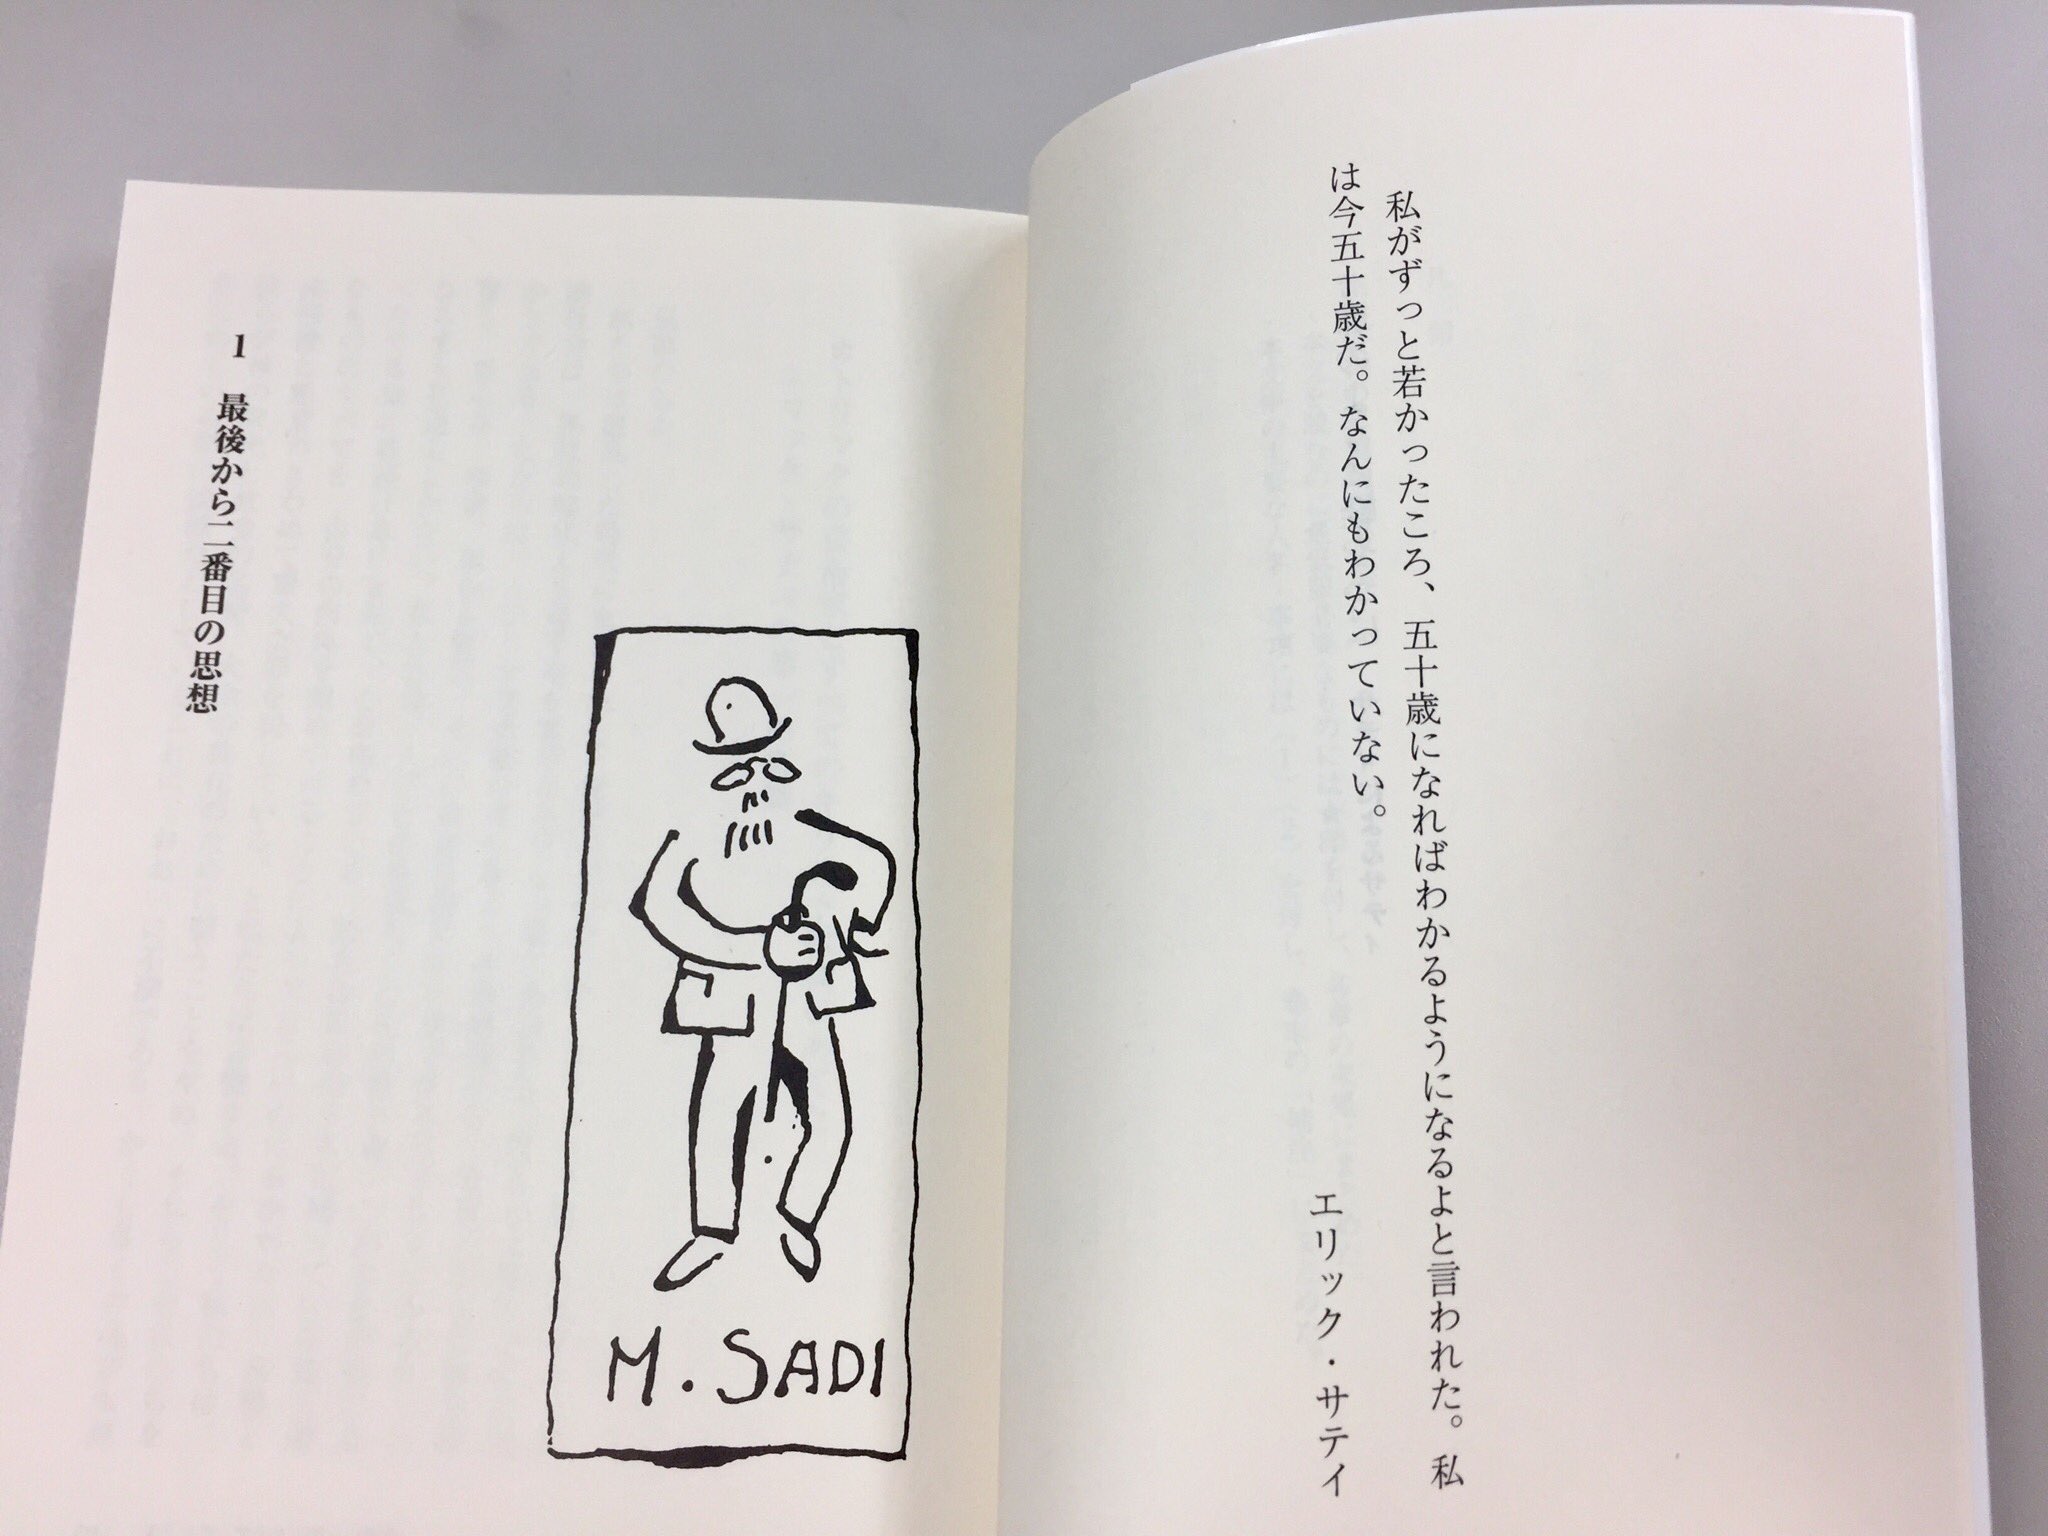 私がずっと若かったころ、五十歳になればわかるようになるよと言われた。私
は今五十歳だ。なんにもわかっていない。
エリック・サティ
1 最後から二番目の思想
M. SADI